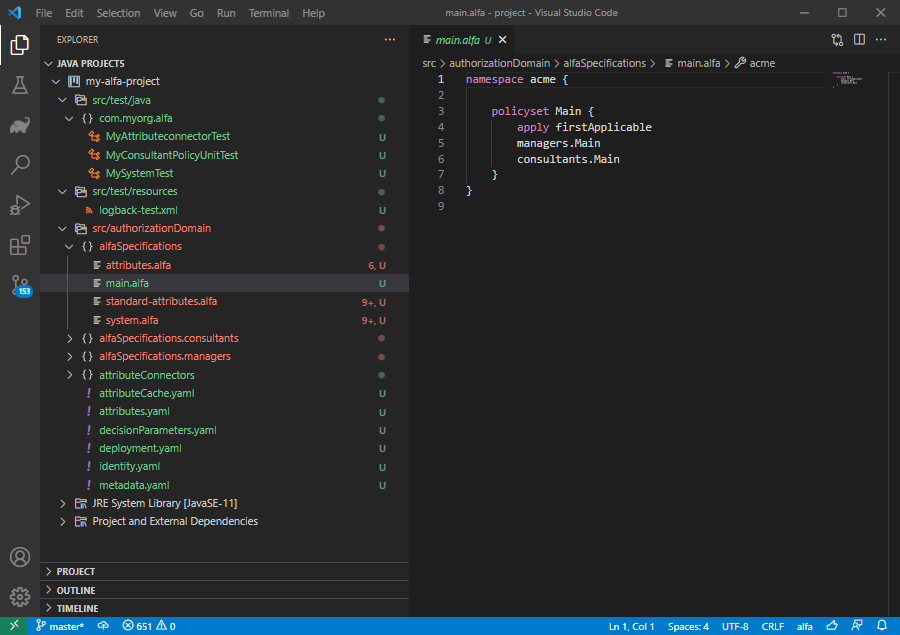 File Edit Selection View Go Run Terminal Help
main.alfa - project - Visual Studio Code
EXPLORER
JAVA PROJECTS
my-alfa-project
src/test/java
{} com.myorg.alfa
MyAttributeconnectorTest U
MyConsultantPolicyUnitTest U
MySystemTest U
src/test/resources
logback-test.xml U
src/authorizationDomain
{} alfaSpecifications
attributes.alfa 6, U
main.alfa U
standard-attributes.alfa 9+, U
system.alfa 9+, U
{} alfaSpecifications.consultants
{} alfaSpecifications.managers
{} attributeConnectors
! attributeCache.yaml U
! attributes.yaml U
! decisionParameters.yaml U
! deployment.yaml U
! identity.yaml U
! metadata.yaml U
JRE System Library [JavaSE-11]
Project and External Dependencies
PROJECT
OUTLINE
TIMELINE
153
main.alfa U
src > authorizationDomain > alfaSpecifications > main.alfa > acme
1 namespace acme {
2
3 policyset Main {
4 apply firstApplicable
5 managers.Main
6 consultants.Main
7 }
8 }
9
master* 651 0 Ln 1, Col 1 Spaces: 4 UTF-8 CRLF alfa